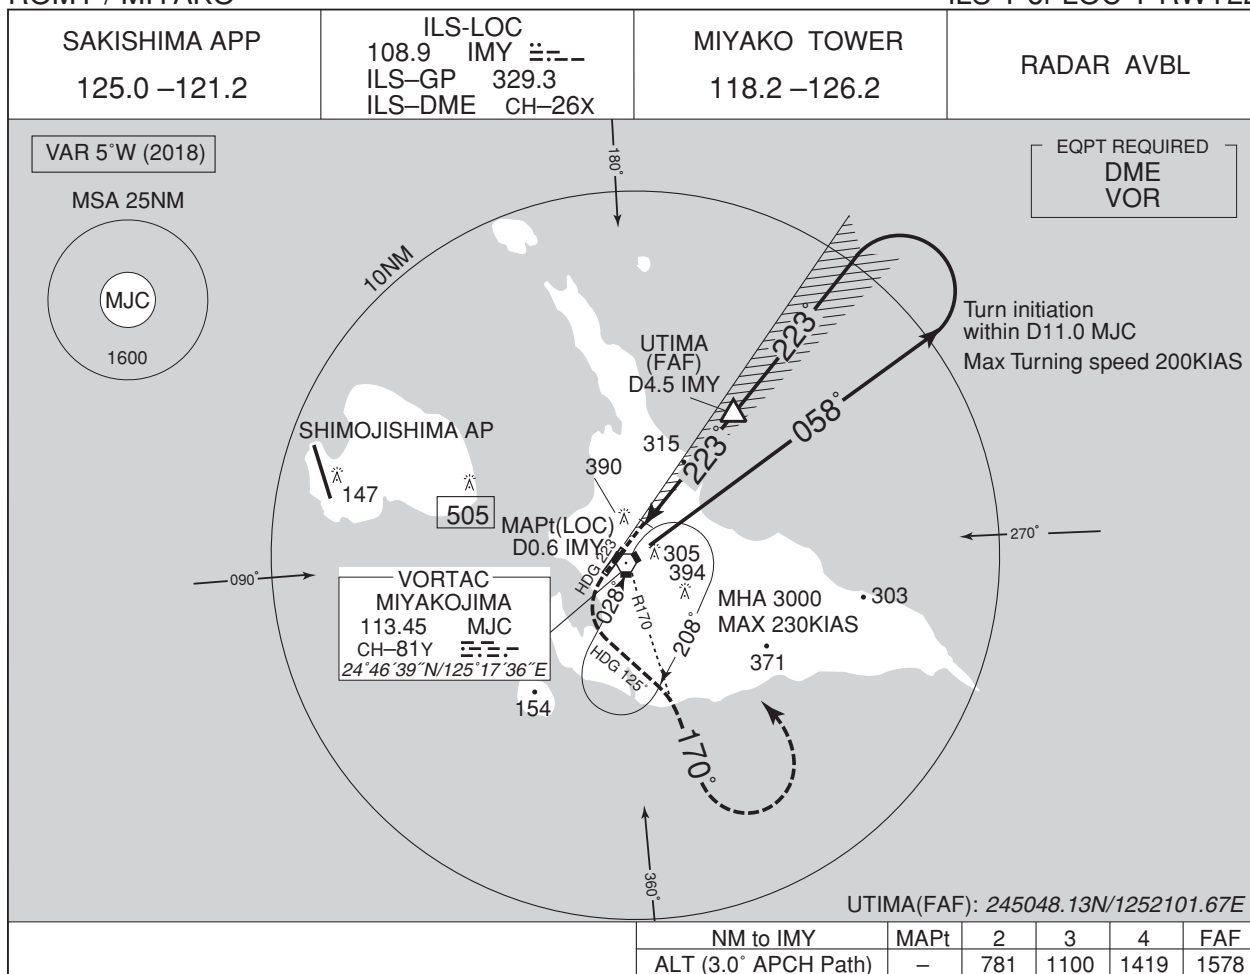 SAKISHIMA APP
125.0 –121.2
ILS-LOC
108.9 IMY
ILS–GP 329.3
ILS–DME CH–26X
MIYAKO TOWER
118.2 –126.2
RADAR AVBL
VAR 5°W (2018)
MSA 25NM
MJC
1600
180°
EQPT REQUIRED
DME
VOR
10NM
Turn initiation
within D11.0 MJC
Max Turning speed 200KIAS
UTIMA
(FAF)
D4.5 IMY
223°
058°
SHIMOJISHIMA AP
147
505
315
223°
390
MAPt(LOC)
D0.6 IMY
HDG 223
305
394
270°
090°
VORTAC
MIYAKOJIMA
113.45 MJC
CH–81Y
24°46´39˝N/125°17´36˝E
028°
R170
208°
HDG 125°
MHA 3000
MAX 230KIAS
303
371
154
170°
360°
UTIMA(FAF): 245048.13N/1252101.67E
NM to IMY MAPt 2 3 4 FAF
ALT (3.0° APCH Path) – 781 1100 1419 1578